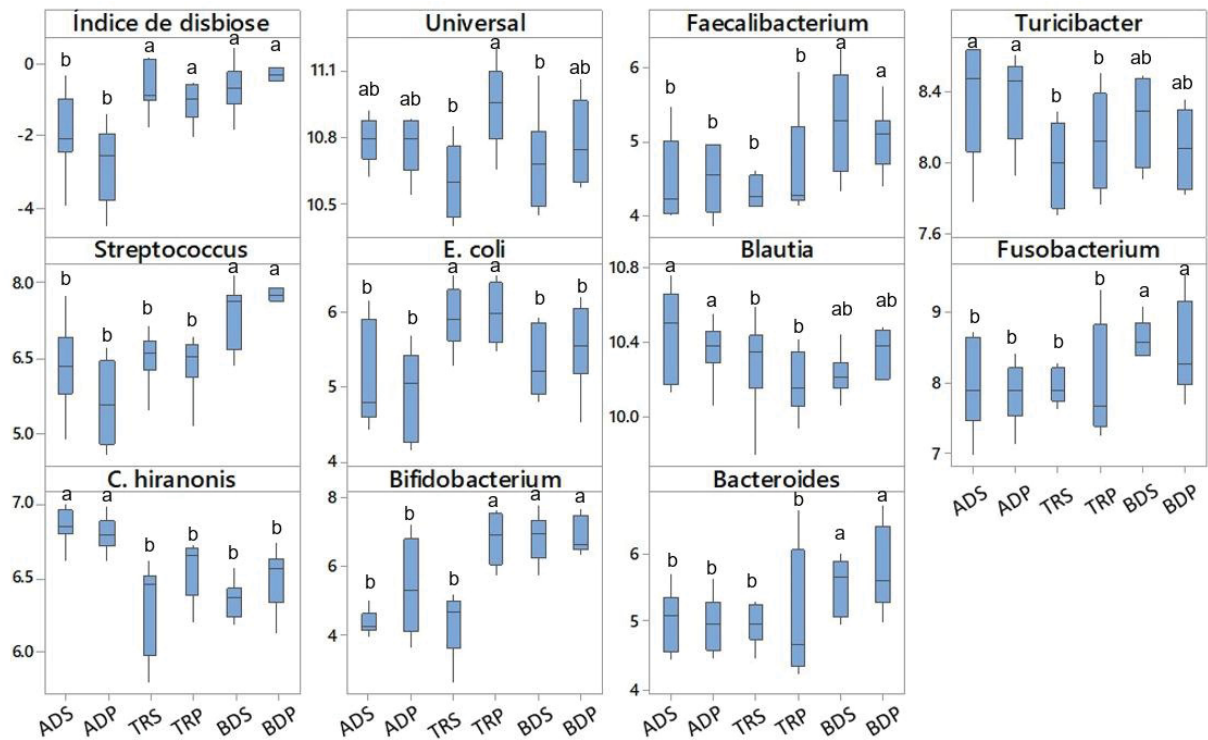 Índice de disbiose
0
-2
-4
b
b
a
a
a
a
Universal
11.1
10.8
10.5
ab
ab
b
a
b
ab
Faecalibacterium
6
5
4
b
b
b
b
a
a
Turicibacter
8.4
8.0
7.6
a
a
b
b
ab
ab
Streptococcus
8.0
6.5
5.0
b
b
b
b
a
a
E. coli
6
5
4
b
b
a
a
b
b
Blautia
10.8
10.4
10.0
a
a
b
b
ab
ab
Fusobacterium
9
8
7
b
b
b
b
a
a
ADS ADP TRS TRP BDS BDP
C. hiranonis
7.0
6.5
6.0
a
a
b
b
b
b
ADS ADP TRS TRP BDS BDP
Bifidobacterium
8
6
4
b
b
b
a
a
a
ADS ADP TRS TRP BDS BDP
Bacteroides
6
5
4
b
b
b
b
a
a
ADS ADP TRS TRP BDS BDP